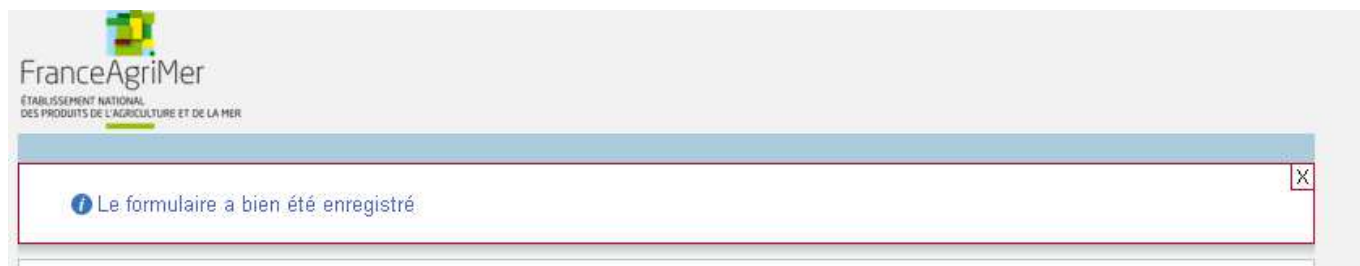 FranceAgriMer
ÉTABLISSEMENT NATIONAL
DES PRODUITS DE L'AGRICULTURE ET DE LA MER
X
Le formulaire a bien été enregistré